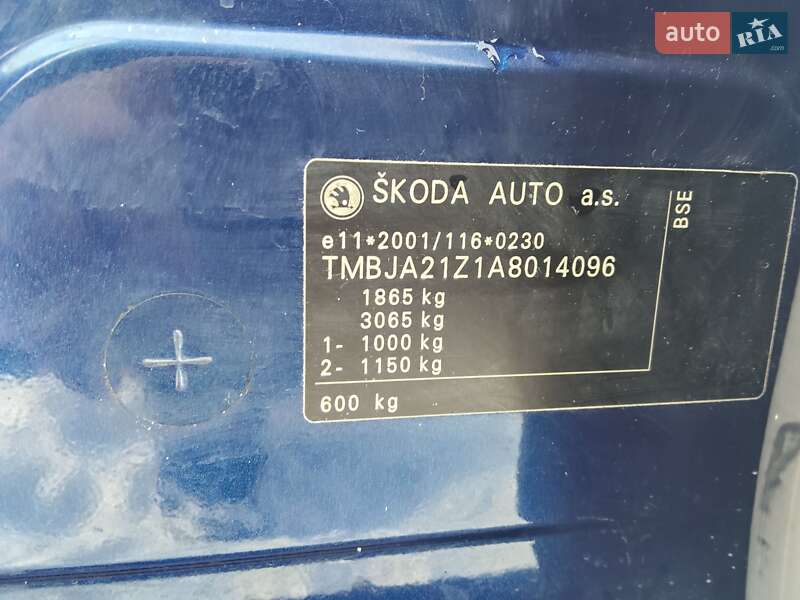 auto RIA .com
ŠKODA AUTO a.s.
BSE
e11*2001/116*0230
TMBJA21Z1A8014096
1865 kg
3065 kg
1- 1000 kg
2- 1150 kg
600 kg